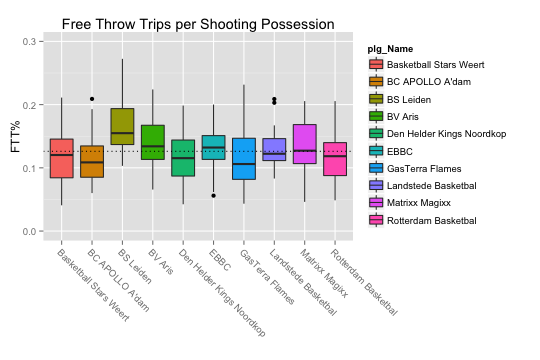 Free Throw Trips per Shooting Possession
FTT%
0.3
0.2
0.1
0.0
Basketball Stars Weert
BC APOLLO A'dam
BS Leiden
BV Aris
Den Helder Kings Noordkop
EBBC
GasTerra Flames
Landstede Basketbal
Matrixx Magixx
Rotterdam Basketbal
plg_Name
Basketball Stars Weert
BC APOLLO A'dam
BS Leiden
BV Aris
Den Helder Kings Noordkop
EBBC
GasTerra Flames
Landstede Basketbal
Matrixx Magixx
Rotterdam Basketbal